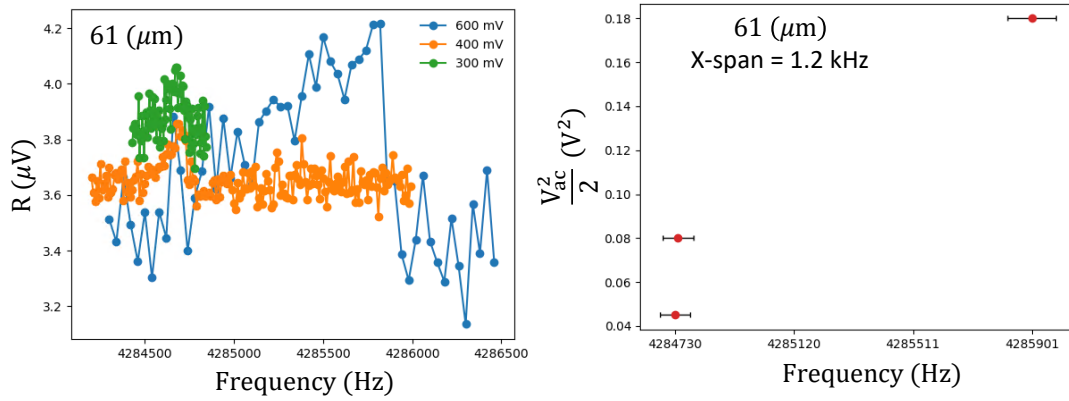 61 (μm)
600 mV
400 mV
300 mV
4.2
4.0
3.8
3.6
3.4
3.2
R (μV)
4284500 4285000 4285500 4286000 4286500
Frequency (Hz)
61 (μm)
X-span = 1.2 kHz
0.18
0.16
0.14
0.12
0.10
0.08
0.06
0.04
V²ac/2 (V²)
4284730 4285120 4285511 4285901
Frequency (Hz)